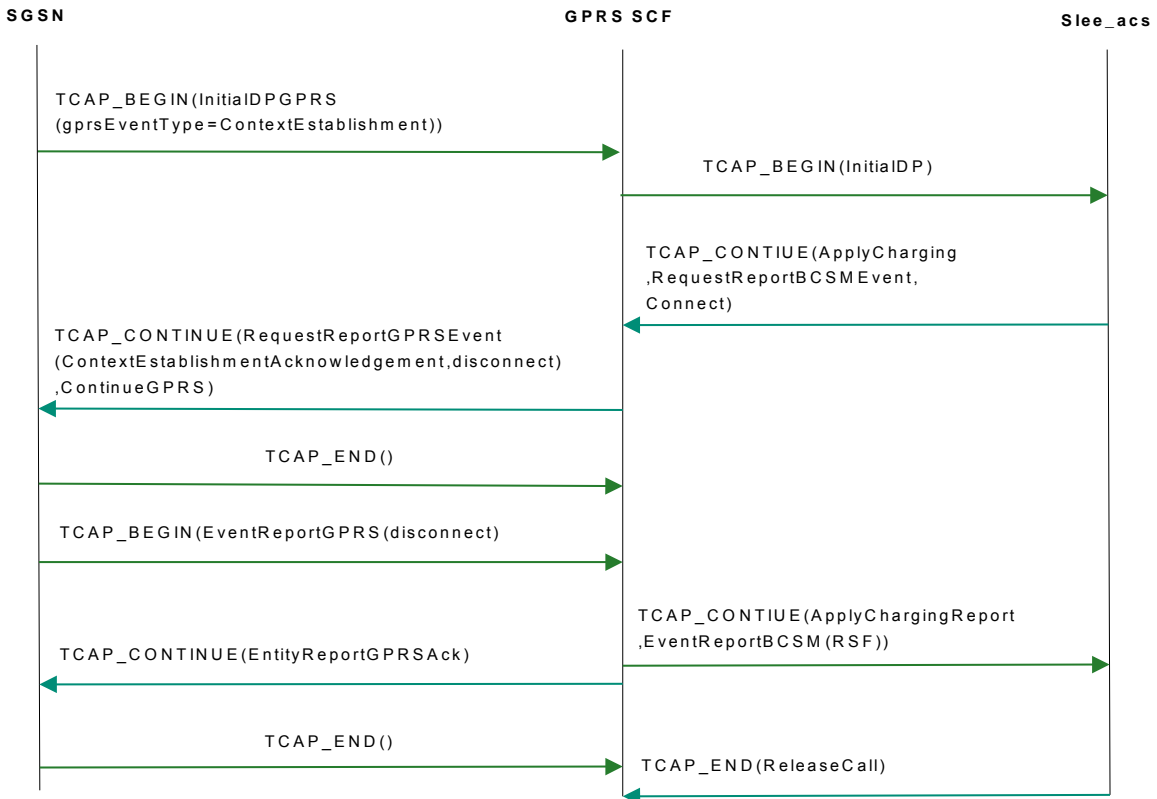 SGSN
GPRS SCF
Slee_acs
TCAP_BEGIN(InitialDPGPRS
(gprsEventType=ContextEstablishment))
TCAP_BEGIN(InitialDP)
TCAP_CONTIUE(ApplyCharging
,RequestReportBCSMEvent,
Connect)
TCAP_CONTINUE(RequestReportGPRSEvent
(ContextEstablishmentAcknowledgement,disconnect)
,ContinueGPRS)
TCAP_END()
TCAP_BEGIN(EventReportGPRS(disconnect)
TCAP_CONTIUE(ApplyChargingReport
,EventReportBCSM(RSF))
TCAP_CONTINUE(EntityReportGPRSAck)
TCAP_END()
TCAP_END(ReleaseCall)